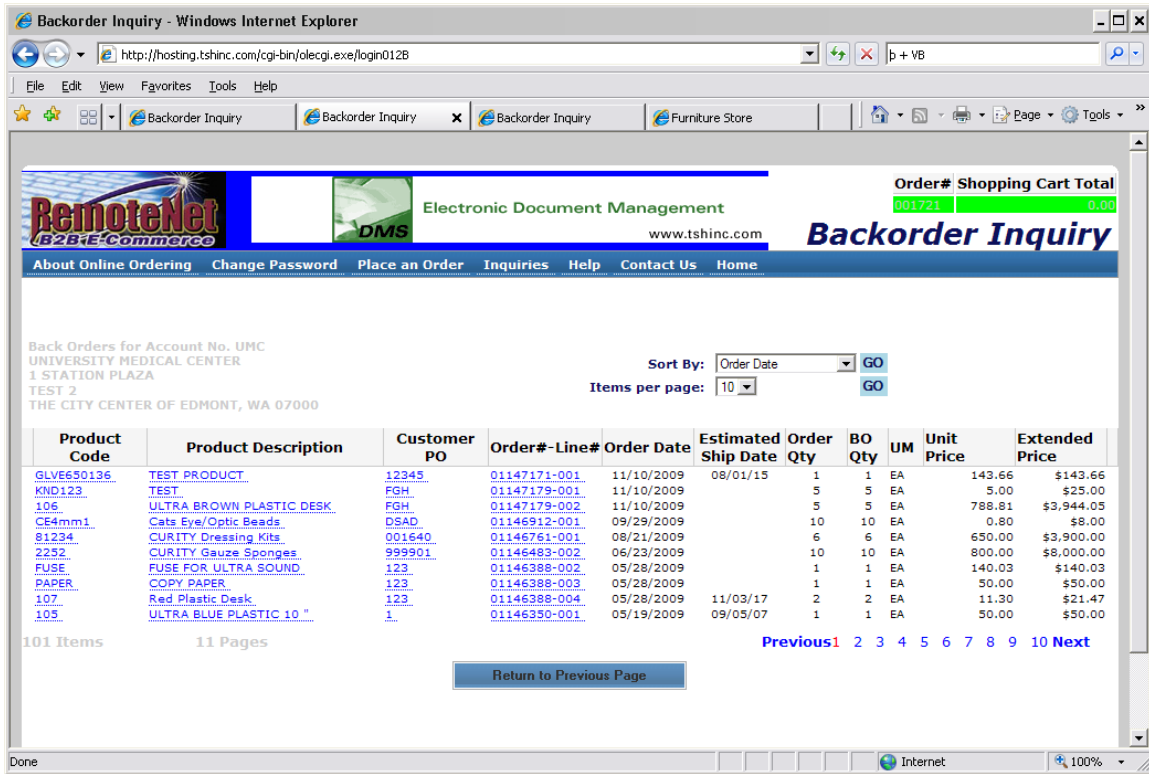 Backorder Inquiry - Windows Internet Explorer
http://hosting.tshinc.com/cgi-bin/olecgi.exe/login012B
þ + VB
File Edit View Favorites Tools Help
Backorder Inquiry Backorder Inquiry Backorder Inquiry Furniture Store Page Tools
RemoteNet
B2B E-Commerce
DMS
Electronic Document Management
www.tshinc.com
Order# Shopping Cart Total
001721 0.00
Backorder Inquiry
About Online Ordering Change Password Place an Order Inquiries Help Contact Us Home
Back Orders for Account No. UMC
UNIVERSITY MEDICAL CENTER
1 STATION PLAZA
TEST 2
THE CITY CENTER OF EDMONT, WA 07000
Sort By: Order Date GO
Items per page: 10 GO
Product Code Product Description Customer PO Order#-Line# Order Date Estimated Ship Date Order Qty BO Qty UM Unit Price Extended Price
GLVE650136 TEST PRODUCT 12345 01147171-001 11/10/2009 08/01/15 1 1 EA 143.66 $143.66
KND123 TEST FGH 01147179-001 11/10/2009 5 5 EA 5.00 $25.00
106 ULTRA BROWN PLASTIC DESK FGH 01147179-002 11/10/2009 5 5 EA 788.81 $3,944.05
CE4mm1 Cats Eye/Optic Beads DSAD 01146912-001 09/29/2009 10 10 EA 0.80 $8.00
81234 CURITY Dressing Kits 001640 01146761-001 08/21/2009 6 6 EA 650.00 $3,900.00
2252 CURITY Gauze Sponges 999901 01146483-002 06/23/2009 10 10 EA 800.00 $8,000.00
FUSE FUSE FOR ULTRA SOUND 123 01146388-002 05/28/2009 1 1 EA 140.03 $140.03
PAPER COPY PAPER 123 01146388-003 05/28/2009 1 1 EA 50.00 $50.00
107 Red Plastic Desk 123 01146388-004 05/28/2009 11/03/17 2 2 EA 11.30 $21.47
105 ULTRA BLUE PLASTIC 10 " 1 01146350-001 05/19/2009 09/05/07 1 1 EA 50.00 $50.00
101 Items 11 Pages Previous 1 2 3 4 5 6 7 8 9 10 Next
Return to Previous Page
Done Internet 100%